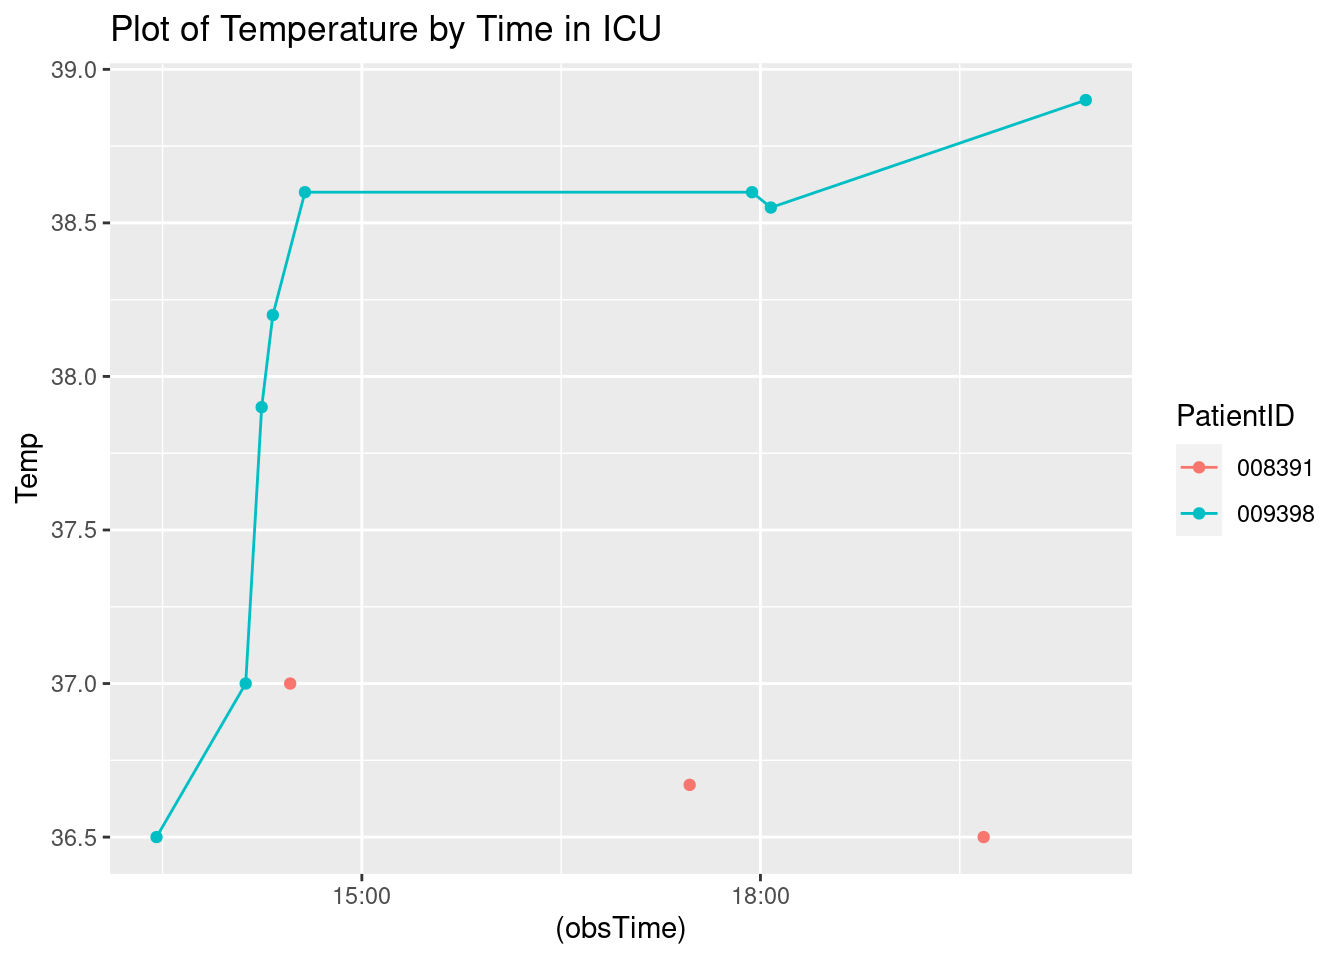 Plot of Temperature by Time in ICU
39.0
38.5
38.0
37.5
37.0
36.5
Temp
15:00 18:00
(obsTime)
PatientID
008391
009398